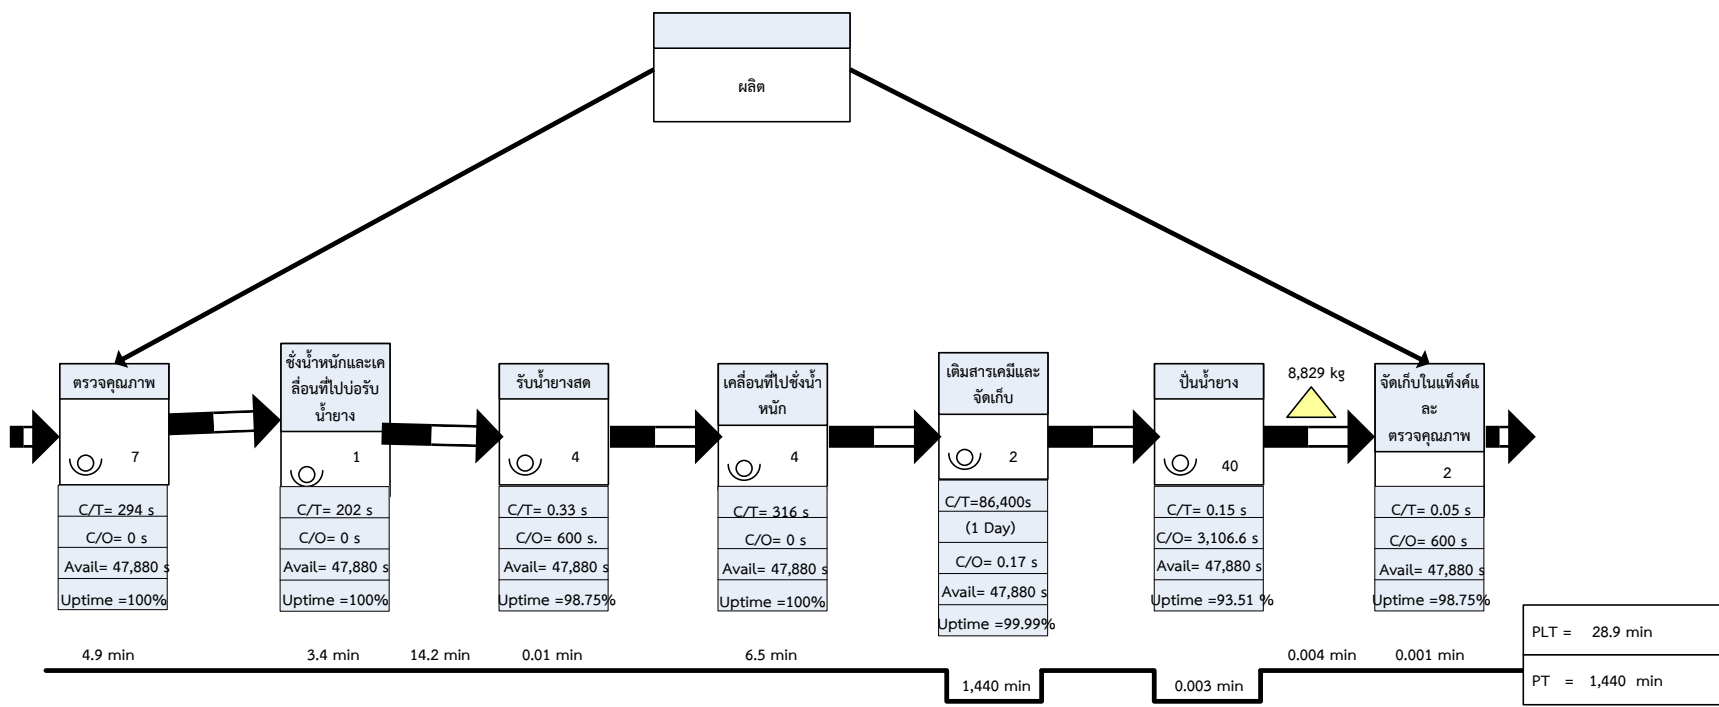 ผลิต
ตรวจคุณภาพ
7
C/T= 294 s
C/O= 0 s
Avail= 47,880 s
Uptime =100%
ชั่งน้ำหนักและเค
ลื่อนที่ไปบ่อรับ
น้ำยาง
1
C/T= 202 s
C/O= 0 s
Avail= 47,880 s
Uptime =100%
รับน้ำยางสด
4
C/T= 0.33 s
C/O= 600 s.
Avail= 47,880 s
Uptime =98.75%
เคลื่อนที่ไปชั่งน้ำ
หนัก
4
C/T= 316 s
C/O= 0 s
Avail= 47,880 s
Uptime =100%
เติมสารเคมีและ
จัดเก็บ
2
C/T=86,400s
(1 Day)
C/O= 0.17 s
Avail= 47,880 s
Uptime =99.99%
ปั่นน้ำยาง
40
C/T= 0.15 s
C/O= 3,106.6 s
Avail= 47,880 s
Uptime =93.51 %
8,829 kg
จัดเก็บในแท็งค์แ
ละ
ตรวจคุณภาพ
2
C/T= 0.05 s
C/O= 600 s
Avail= 47,880 s
Uptime =98.75%
4.9 min
3.4 min
14.2 min
0.01 min
6.5 min
1,440 min
0.003 min
0.004 min
0.001 min
PLT = 28.9 min
PT = 1,440 min